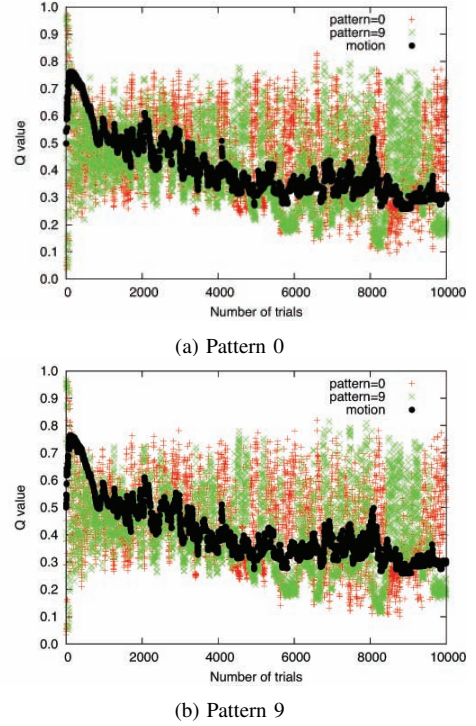 1.0
0.9
0.8
0.7
0.6
0.5
0.4
0.3
0.2
0.1
0.0
Q value
pattern=0
pattern=9
motion
0 2000 4000 6000 8000 10000
Number of trials
(a) Pattern 0
1.0
0.9
0.8
0.7
0.6
0.5
0.4
0.3
0.2
0.1
0.0
Q value
pattern=0
pattern=9
motion
0 2000 4000 6000 8000 10000
Number of trials
(b) Pattern 9